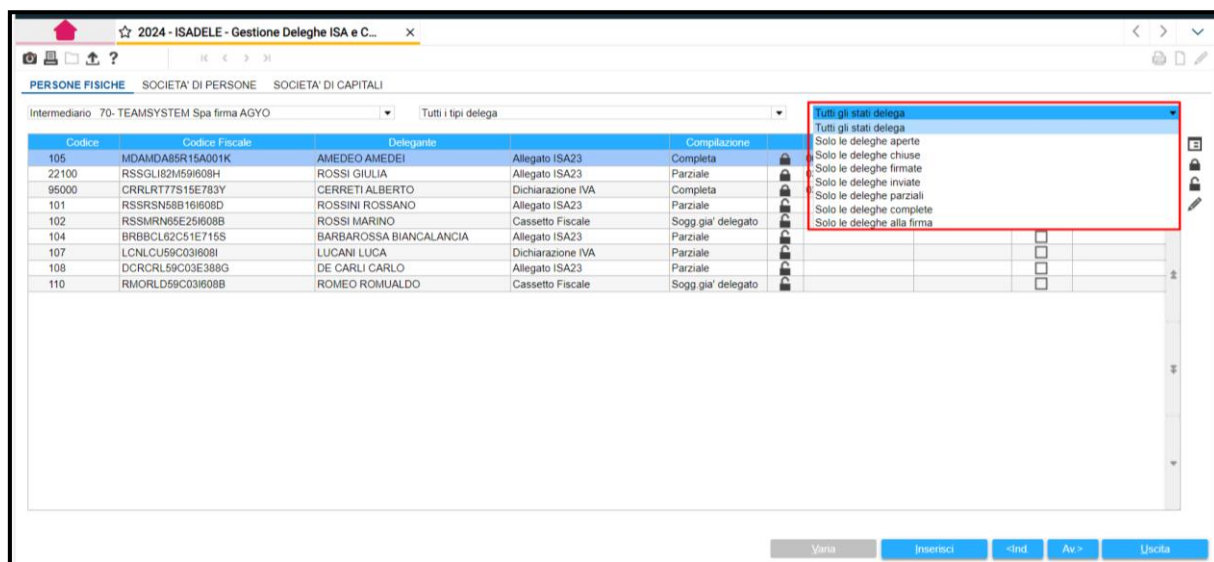 2024 - ISADELE - Gestione Deleghe ISA e C... ×
?
PERSONE FISICHE SOCIETA' DI PERSONE SOCIETA' DI CAPITALI
Intermediario 70- TEAMSYSTEM Spa firma AGYO Tutti i tipi delega Tutti gli stati delega
Tutti gli stati delega
Solo le deleghe aperte
Solo le deleghe chiuse
Solo le deleghe firmate
Solo le deleghe inviate
Solo le deleghe parziali
Solo le deleghe complete
Solo le deleghe alla firma
Codice Codice Fiscale Delegante Compilazione
105 MDAMDA85R15A001K AMEDEO AMEDEI Allegato ISA23 Completa
22100 RSSGLI82M59I608H ROSSI GIULIA Allegato ISA23 Parziale
95000 CRRLRT77S15E783Y CERRETI ALBERTO Dichiarazione IVA Completa
101 RSSRSN58B16I608D ROSSINI ROSSANO Allegato ISA23 Parziale
102 RSSMRN65E25I608B ROSSI MARINO Cassetto Fiscale Sogg.gia' delegato
104 BRBBCL62C51E715S BARBAROSSA BIANCALANCIA Allegato ISA23 Parziale
107 LCNLCU59C03I608I LUCANI LUCA Dichiarazione IVA Parziale
108 DCRCRL59C03E388G DE CARLI CARLO Allegato ISA23 Parziale
110 RMORLD59C03I608B ROMEO ROMUALDO Cassetto Fiscale Sogg.gia' delegato
Varia Inserisci <Ind. Av.> Uscita